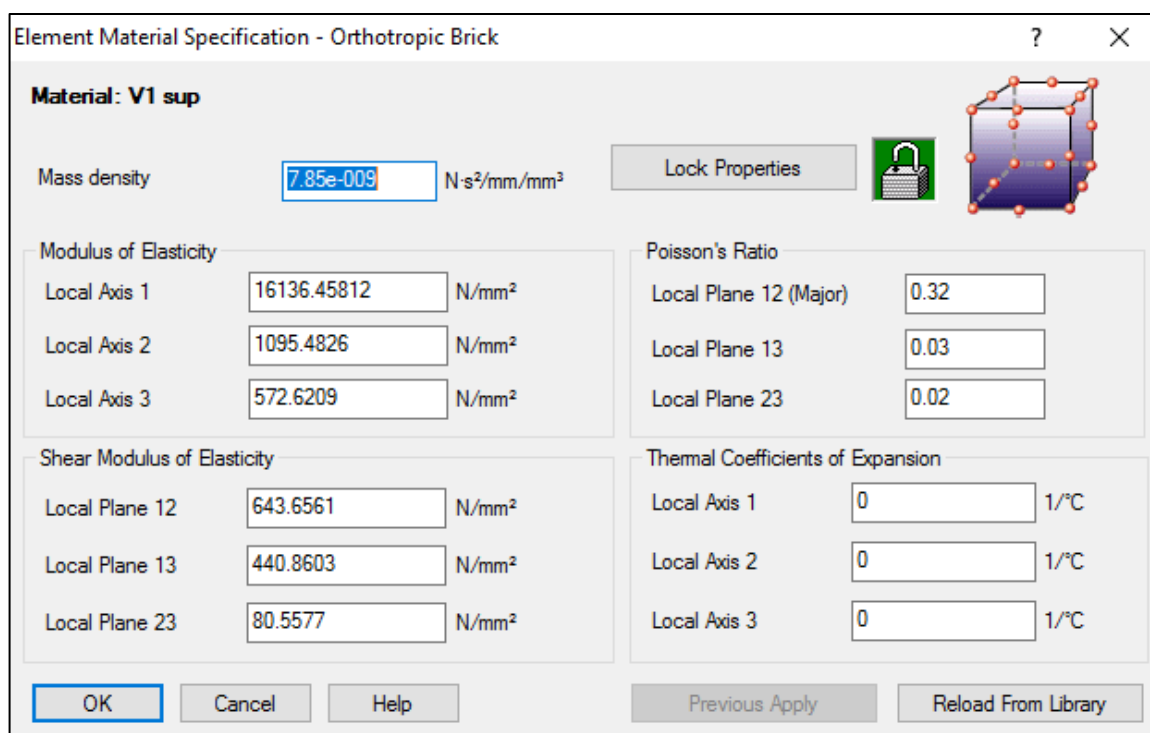 Element Material Specification - Orthotropic Brick ? ×
Material: V1 sup
Mass density 7.85e-009 N·s²/mm/mm³ Lock Properties
Modulus of Elasticity
Local Axis 1 16136.45812 N/mm²
Local Axis 2 1095.4826 N/mm²
Local Axis 3 572.6209 N/mm²
Poisson's Ratio
Local Plane 12 (Major) 0.32
Local Plane 13 0.03
Local Plane 23 0.02
Shear Modulus of Elasticity
Local Plane 12 643.6561 N/mm²
Local Plane 13 440.8603 N/mm²
Local Plane 23 80.5577 N/mm²
Thermal Coefficients of Expansion
Local Axis 1 0 1/°C
Local Axis 2 0 1/°C
Local Axis 3 0 1/°C
OK Cancel Help Previous Apply Reload From Library